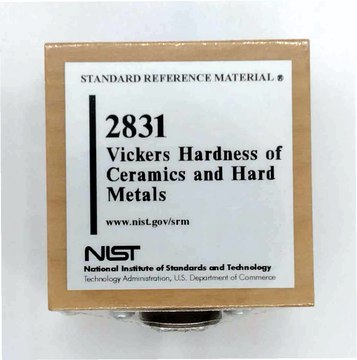 STANDARD REFERENCE MATERIAL ®
2831
Vickers Hardness of
Ceramics and Hard
Metals
www.nist.gov/srm
NIST
National Institute of Standards and Technology
Technology Administration, U.S. Department of Commerce